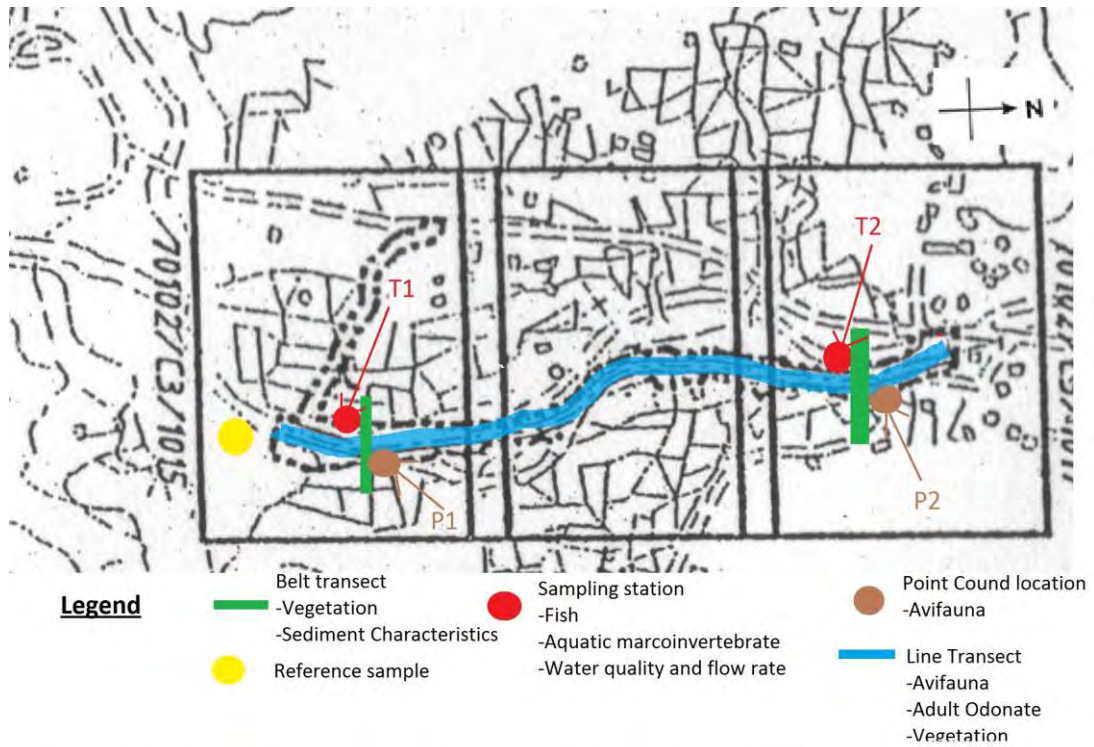 N
T2
T1
P1
P2
Legend
Belt transect
-Vegetation
-Sediment Characteristics
Reference sample
Sampling station
-Fish
-Aquatic marcoinvertebrate
-Water quality and flow rate
Point Cound location
-Avifauna
Line Transect
-Avifauna
-Adult Odonate
-Vegetation